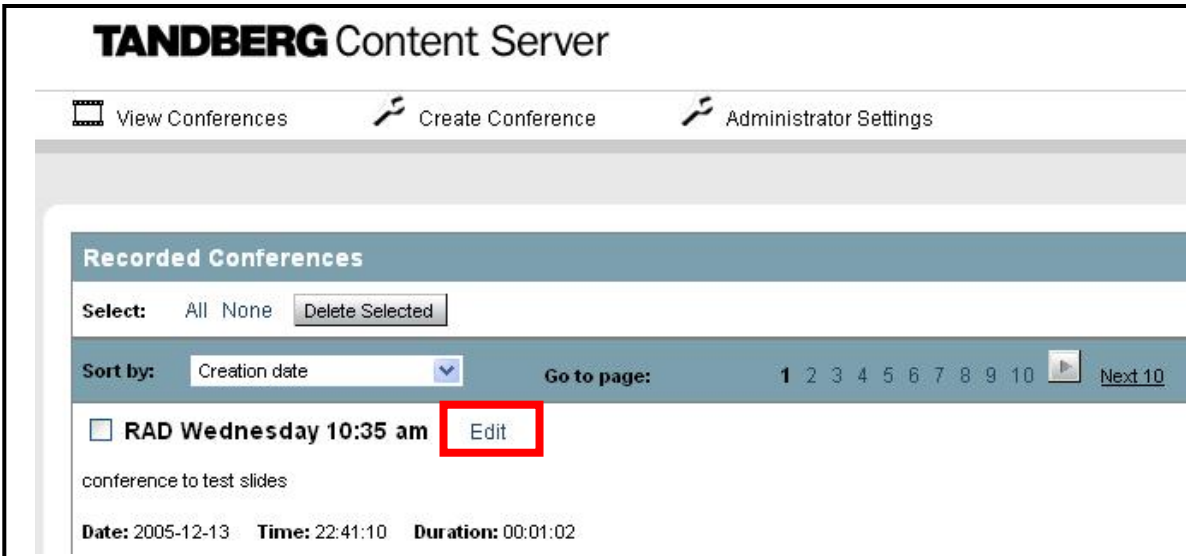 TANDBERG Content Server
View Conferences Create Conference Administrator Settings
Recorded Conferences
Select: All None Delete Selected
Sort by: Creation date Go to page: 1 2 3 4 5 6 7 8 9 10 Next 10
RAD Wednesday 10:35 am Edit
conference to test slides
Date: 2005-12-13 Time: 22:41:10 Duration: 00:01:02